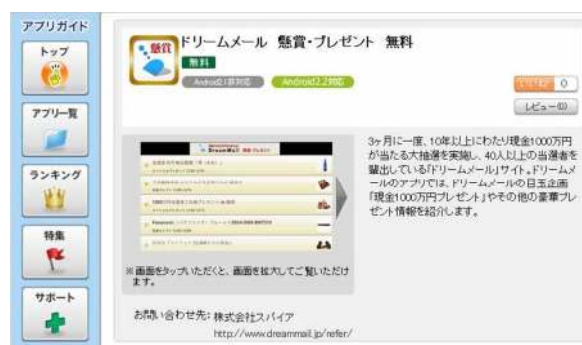 アプリガイド
トップ
アプリ一覧
ランキング
特集
サポート
懸賞
ドリームメール 懸賞・プレゼント 無料
無料
Android2.1非対応
Android2.2対応
いいね! 0
レビュー(0)
DreamMail
3ヶ月に一度、10年以上にわたり現金1000万円
が当たる大抽選を実施し、40人以上の当選者を
輩出している「ドリームメール」サイト。ドリームメ
ールのアプリでは、ドリームメールの目玉企画
「現金1000万円プレゼント」やその他の豪華プレ
ゼント情報を紹介します。
※画面をタップいただくと、画面を拡大してご覧いただけ
ます。
お問い合わせ先: 株式会社スパイア
http://www.dreammail.jp/refer/